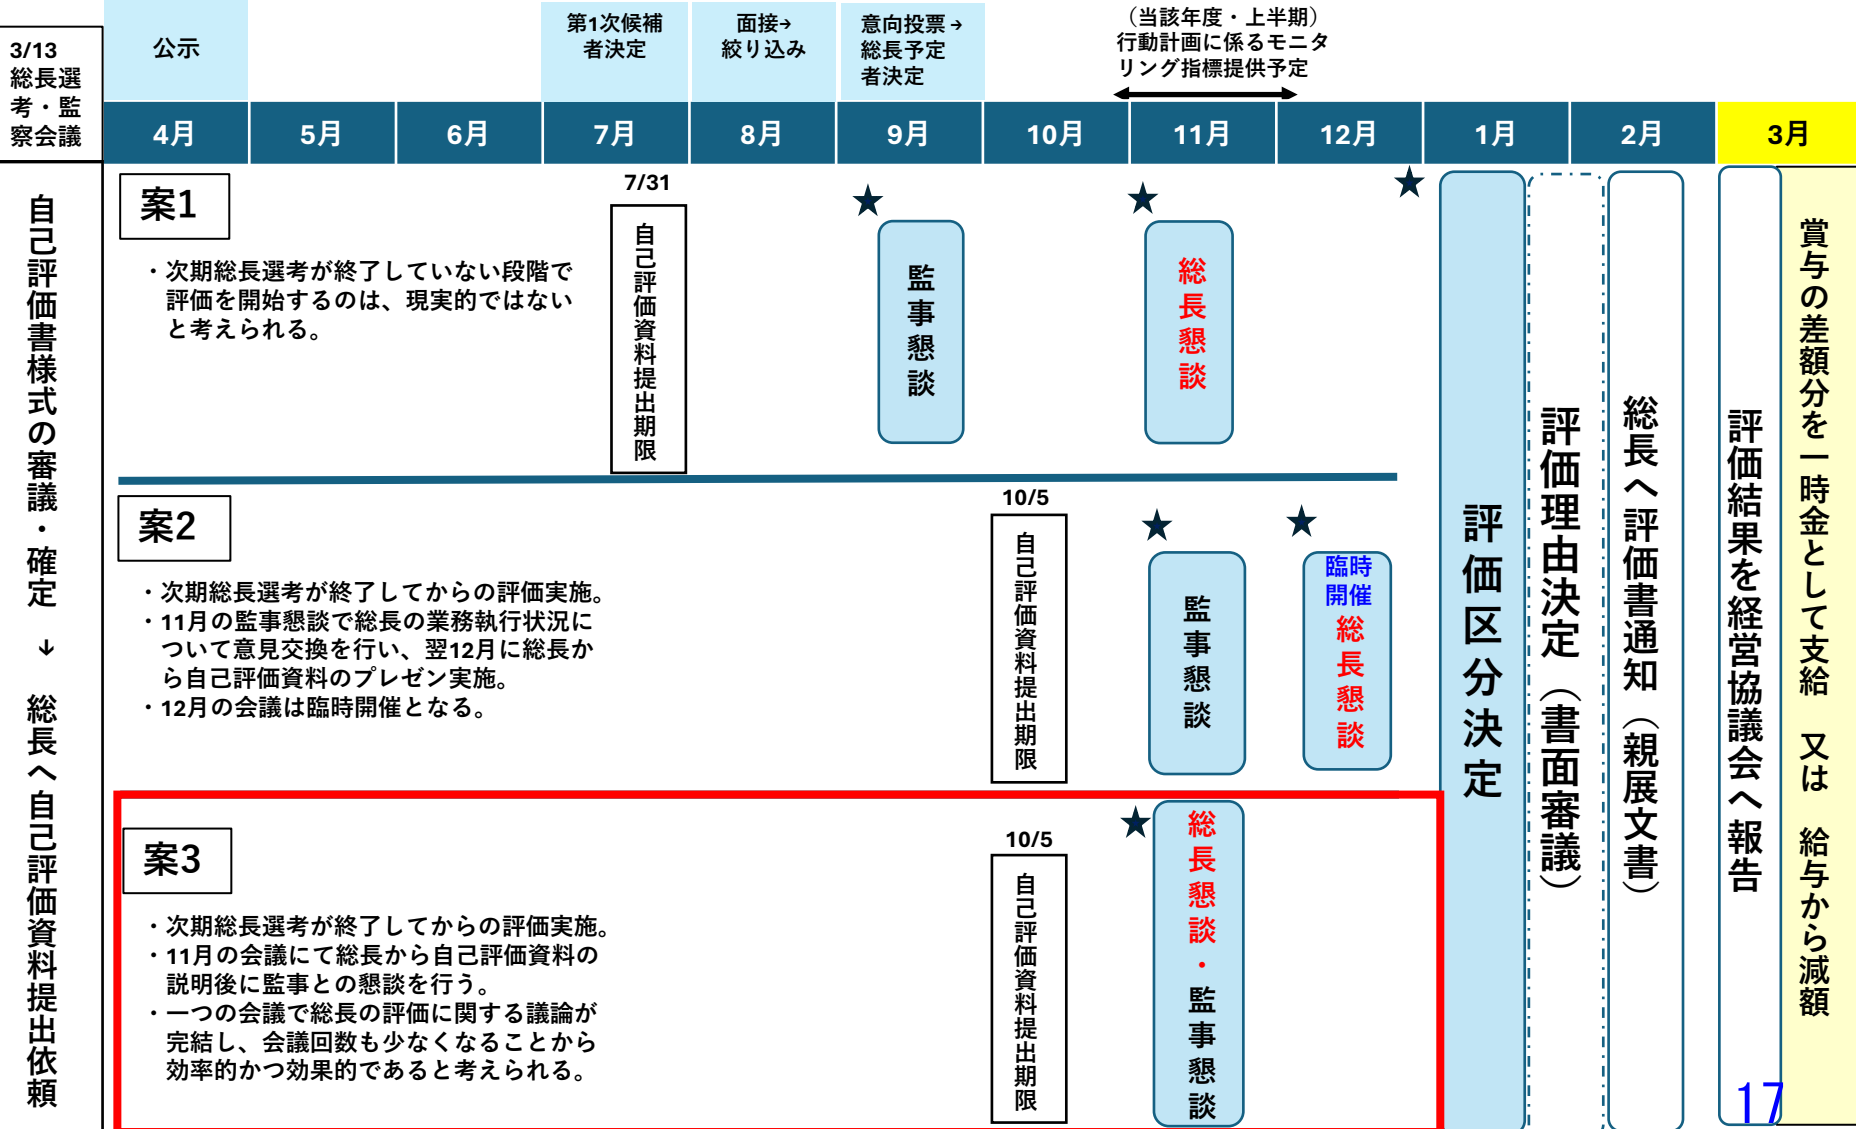 3/13
総長選
考・監
察会議
公示
第1次候補
者決定
面接→
絞り込み
意向投票→
総長予定
者決定
（当該年度・上半期）
行動計画に係るモニタ
リング指標提供予定
4月
5月
6月
7月
8月
9月
10月
11月
12月
1月
2月
3月
自己評価書様式の審議・確定 → 総長へ自己評価資料提出依頼
案1
・次期総長選考が終了していない段階で
評価を開始するのは、現実的ではない
と考えられる。
7/31
自己評価資料提出期限
★
監事懇談
★
総長懇談
★
案2
・次期総長選考が終了してからの評価実施。
・11月の監事懇談で総長の業務執行状況に
ついて意見交換を行い、翌12月に総長か
ら自己評価資料のプレゼン実施。
・12月の会議は臨時開催となる。
10/5
自己評価資料提出期限
★
監事懇談
★
臨時
開催
総長懇談
案3
・次期総長選考が終了してからの評価実施。
・11月の会議にて総長から自己評価資料の
説明後に監事との懇談を行う。
・一つの会議で総長の評価に関する議論が
完結し、会議回数も少なくなることから
効率的かつ効果的であると考えられる。
10/5
自己評価資料提出期限
★
総長懇談・監事懇談
評価区分決定
評価理由決定（書面審議）
総長へ評価書通知（親展文書）
評価結果を経営協議会へ報告
賞与の差額分を一時金として支給 又は 給与から減額
17